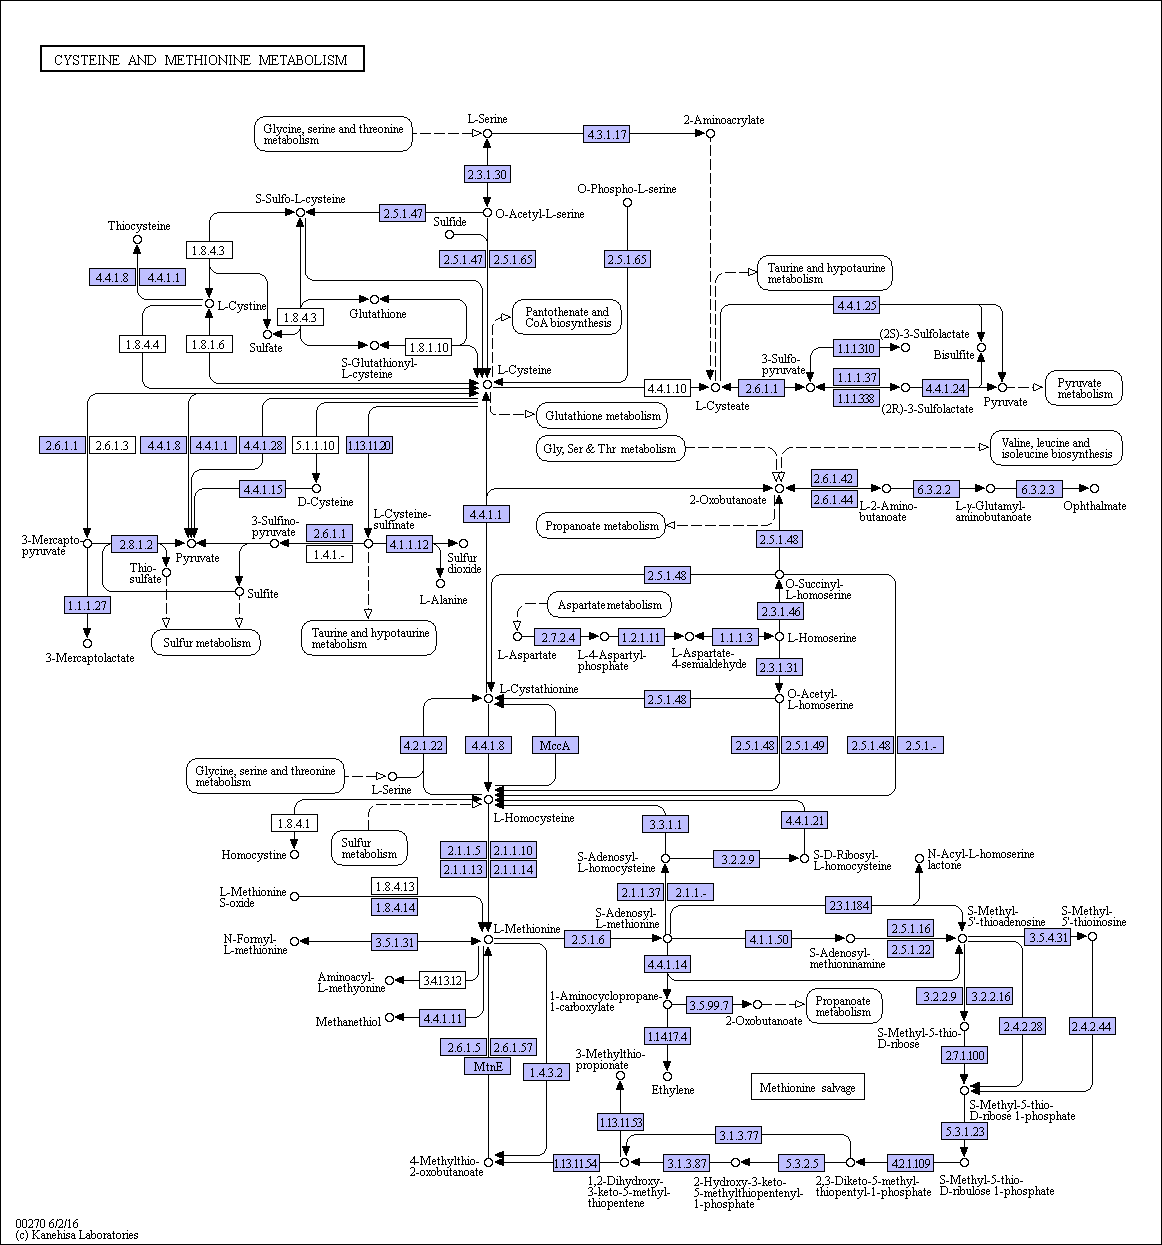 CYSTEINE AND METHIONINE METABOLISM
Glycine, serine and threonine
metabolism
L-Serine
4.3.1.17
2-Aminoacrylate
2.3.1.30
O-Phospho-L-serine
S-Sulfo-L-cysteine
2.5.1.47
O-Acetyl-L-serine
Sulfide
Thiocysteine
1.8.4.3
2.5.1.47
2.5.1.65
2.5.1.65
4.4.1.8
4.4.1.1
Taurine and hypotaurine
metabolism
L-Cystine
Glutathione
1.8.4.3
Pantothenate and
CoA biosynthesis
4.4.1.25
1.8.4.4
1.8.1.6
Sulfate
1.8.1.10
S-Glutathionyl-
L-cysteine
L-Cysteine
(2S)-3-Sulfolactate
1.1.1.310
Bisulfite
3-Sulfo-
pyruvate
4.4.1.10
L-Cysteate
2.6.1.1
1.1.1.37
1.1.1.338
4.4.1.24
(2R)-3-Sulfolactate
Pyruvate
Pyruvate
metabolism
Glutathione metabolism
2.6.1.1
2.6.1.3
4.4.1.8
4.4.1.1
4.4.1.28
5.1.1.10
1.13.11.20
Gly, Ser & Thr metabolism
Valine, leucine and
isoleucine biosynthesis
4.4.1.15
D-Cysteine
2-Oxobutanoate
2.6.1.42
2.6.1.44
L-2-Amino-
butanoate
6.3.2.2
L-γ-Glutamyl-
aminobutanoate
6.3.2.3
Ophthalmate
4.4.1.1
L-Cysteine-
sulfinate
3-Sulfino-
pyruvate
2.6.1.1
1.4.1.-
Propanoate metabolism
3-Mercapto
pyruvate
2.8.1.2
Pyruvate
4.1.1.12
Sulfur
dioxide
2.5.1.48
Thio-
sulfate
Sulfite
L-Alanine
2.5.1.48
O-Succinyl-
L-homoserine
1.1.1.27
Aspartate metabolism
2.3.1.46
3-Mercaptolactate
Sulfur metabolism
Taurine and hypotaurine
metabolism
L-Aspartate
2.7.2.4
L-4-Aspartyl-
phosphate
1.2.1.11
L-Aspartate-
4-semialdehyde
1.1.1.3
L-Homoserine
2.3.1.31
L-Cystathionine
2.5.1.48
O-Acetyl-
L-homoserine
4.2.1.22
4.4.1.8
MccA
2.5.1.48
2.5.1.49
2.5.1.48
2.5.1.-
Glycine, serine and threonine
metabolism
L-Serine
L-Homocysteine
1.8.4.1
Homocystine
Sulfur
metabolism
3.3.1.1
4.4.1.21
2.1.1.5
2.1.1.10
2.1.1.13
2.1.1.14
S-Adenosyl-
L-homocysteine
3.2.2.9
S-D-Ribosyl-
L-homocysteine
N-Acyl-L-homoserine
lactone
L-Methionine
S-oxide
1.8.4.13
1.8.4.14
2.1.1.37
2.1.1.-
2.3.1.184
S-Adenosyl-
L-methionine
S-Methyl-
5'-thioadenosine
S-Methyl-
5'-thioinosine
N-Formyl-
L-methionine
3.5.1.31
L-Methionine
2.5.1.6
4.1.1.50
S-Adenosyl-
methioninamine
2.5.1.16
2.5.1.22
3.5.4.31
4.4.1.14
Aminoacyl-
L-methyonine
3.4.13.12
1-Aminocyclopropane-
1-carboxylate
3.5.99.7
2-Oxobutanoate
Propanoate
metabolism
3.2.2.9
3.2.2.16
Methanethiol
4.4.1.11
S-Methyl-5-thio-
D-ribose
2.4.2.28
2.4.2.44
1.14.17.4
2.6.1.5
2.6.1.57
MtnE
1.4.3.2
3-Methylthio-
propionate
Ethylene
2.7.1.100
Methionine salvage
S-Methyl-5-thio-
D-ribose 1-phosphate
1.13.11.53
3.1.3.77
5.3.1.23
4-Methylthio-
2-oxobutanoate
1.13.11.54
3.1.3.87
5.3.2.5
4.2.1.109
1,2-Dihydroxy-
3-keto-5-methyl-
thiopentene
2-Hydroxy-3-keto-
5-methylthiopentenyl-
1-phosphate
2,3-Diketo-5-methyl-
thiopentyl-1-phosphate
S-Methyl-5-thio-
D-ribulose 1-phosphate
00270 6/2/16
(c) Kanehisa Laboratories